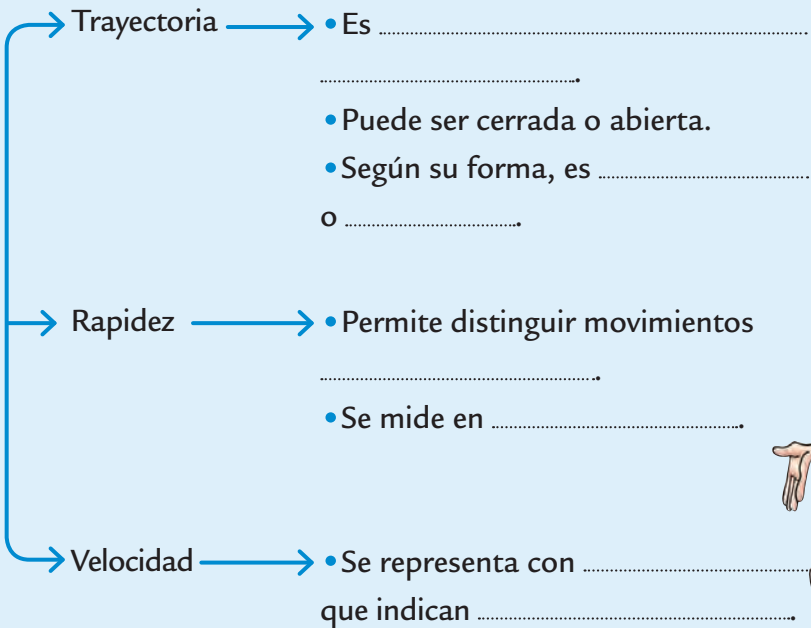 Trayectoria • Es ..............................
..............................
• Puede ser cerrada o abierta.
• Según su forma, es ..............................
o ...............................
Rapidez • Permite distinguir movimientos
...............................
• Se mide en ...............................
Velocidad • Se representa con ..............................
que indican ...............................